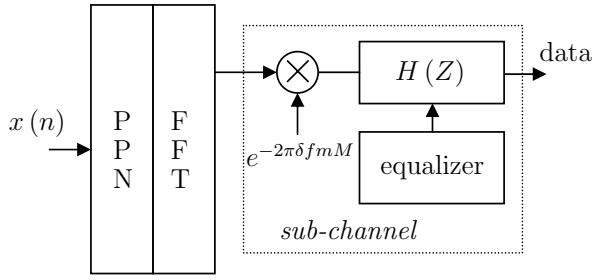 x (n)
P P N
F F T
e^{-2πδfmM}
H (Z)
data
equalizer
sub-channel